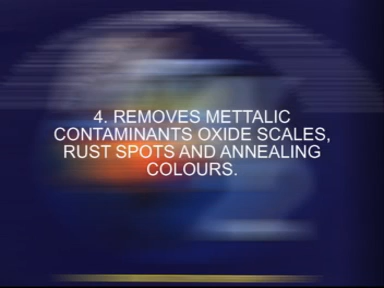 4. REMOVES METTALIC
CONTAMINANTS OXIDE SCALES,
RUST SPOTS AND ANNEALING
COLOURS.